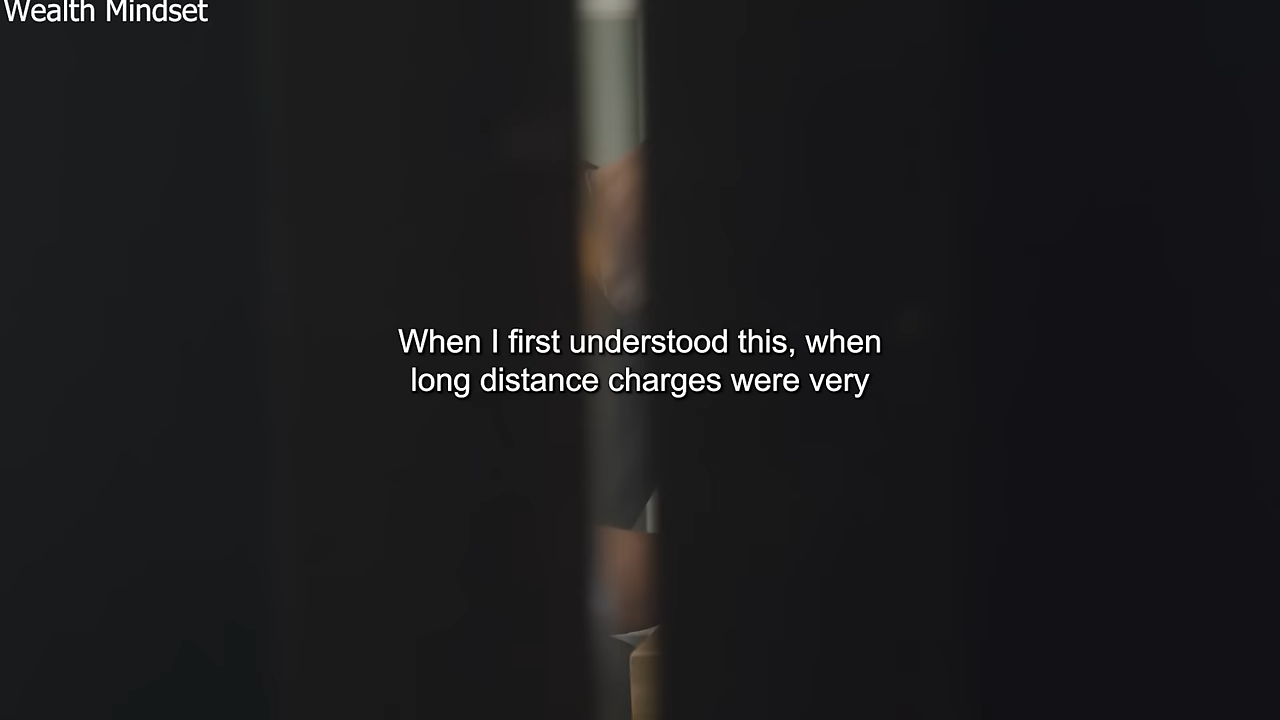 Wealth Mindset
When I first understood this, when
long distance charges were very